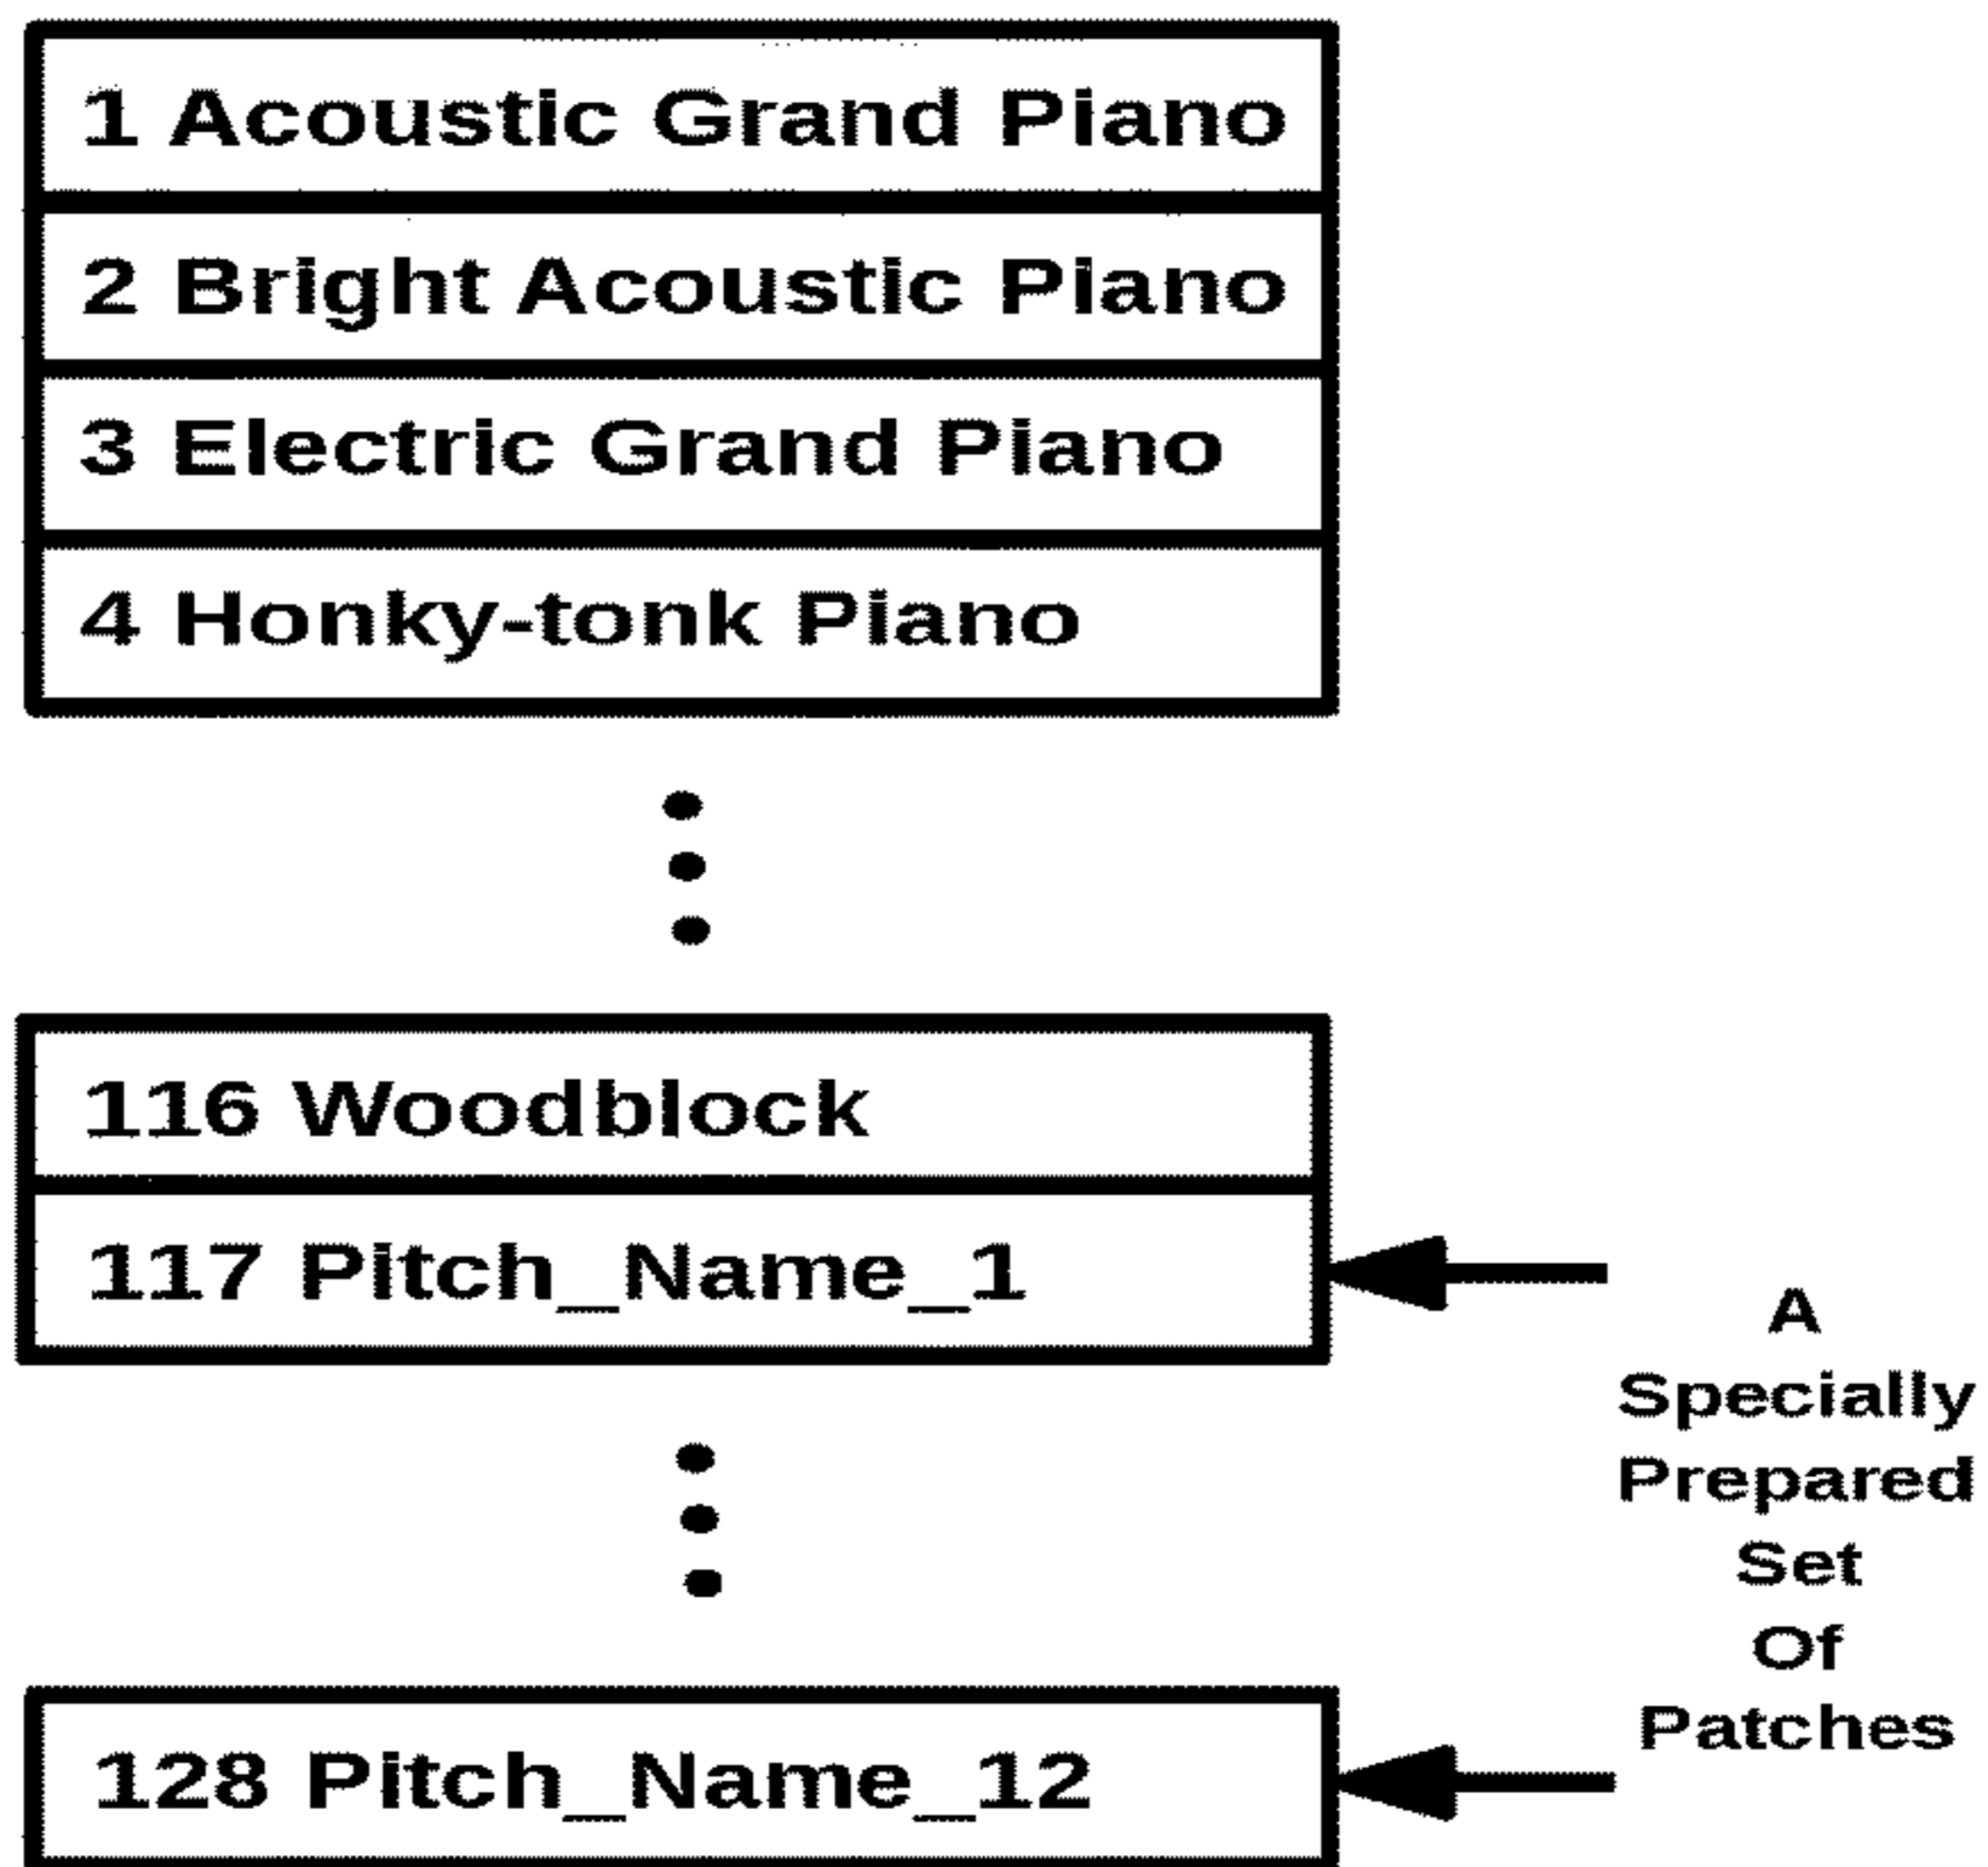 1 Acoustic Grand Piano
2 Bright Acoustic Piano
3 Electric Grand Piano
4 Honky-tonk Piano
116 Woodblock
117 Pitch_Name_1
A
Specially
Prepared
Set
Of
Patches
128 Pitch_Name_12